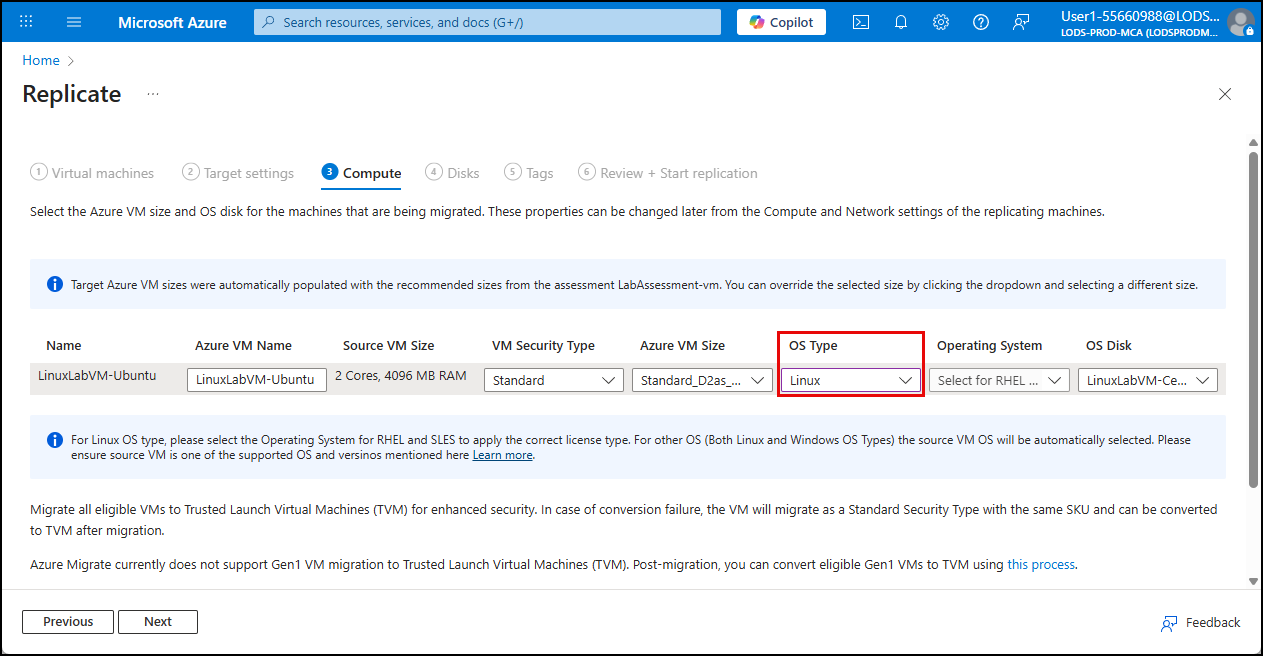 Microsoft Azure
Search resources, services, and docs (G+/)
Copilot
User1-55660988@LODS...
LODS-PROD-MCA (LODSPRODM...
Home
Replicate
...
1 Virtual machines
2 Target settings
3 Compute
4 Disks
5 Tags
6 Review + Start replication
Select the Azure VM size and OS disk for the machines that are being migrated. These properties can be changed later from the Compute and Network settings of the replicating machines.
Target Azure VM sizes were automatically populated with the recommended sizes from the assessment LabAssessment-vm. You can override the selected size by clicking the dropdown and selecting a different size.
Name Azure VM Name Source VM Size VM Security Type Azure VM Size OS Type Operating System OS Disk
LinuxLabVM-Ubuntu LinuxLabVM-Ubuntu 2 Cores, 4096 MB RAM Standard Standard_D2as_... Linux Select for RHEL ... LinuxLabVM-Ce...
For Linux OS type, please select the Operating System for RHEL and SLES to apply the correct license type. For other OS (Both Linux and Windows OS Types) the source VM OS will be automatically selected. Please
ensure source VM is one of the supported OS and versinos mentioned here Learn more.
Migrate all eligible VMs to Trusted Launch Virtual Machines (TVM) for enhanced security. In case of conversion failure, the VM will migrate as a Standard Security Type with the same SKU and can be converted
to TVM after migration.
Azure Migrate currently does not support Gen1 VM migration to Trusted Launch Virtual Machines (TVM). Post-migration, you can convert eligible Gen1 VMs to TVM using this process.
Previous
Next
Feedback